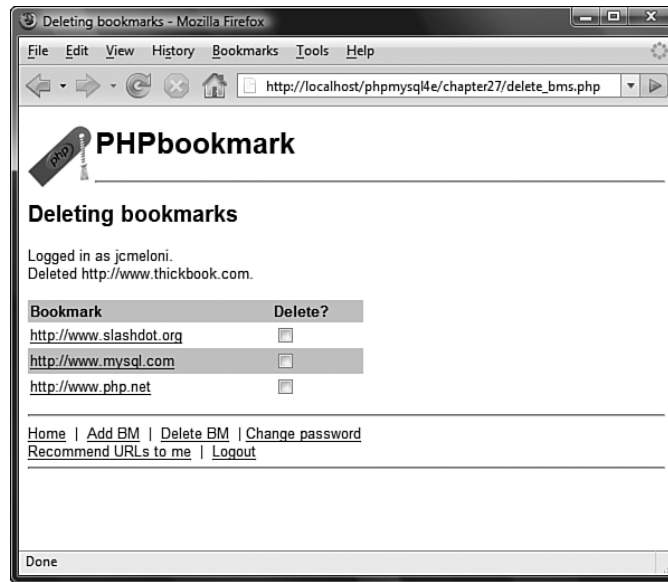 Deleting bookmarks - Mozilla Firefox
File Edit View History Bookmarks Tools Help
http://localhost/phpmysql4e/chapter27/delete_bms.php
php
PHPbookmark
Deleting bookmarks
Logged in as jcmeloni.
Deleted http://www.thickbook.com.
Bookmark Delete?
http://www.slashdot.org
http://www.mysql.com
http://www.php.net
Home | Add BM | Delete BM | Change password
Recommend URLs to me | Logout
Done